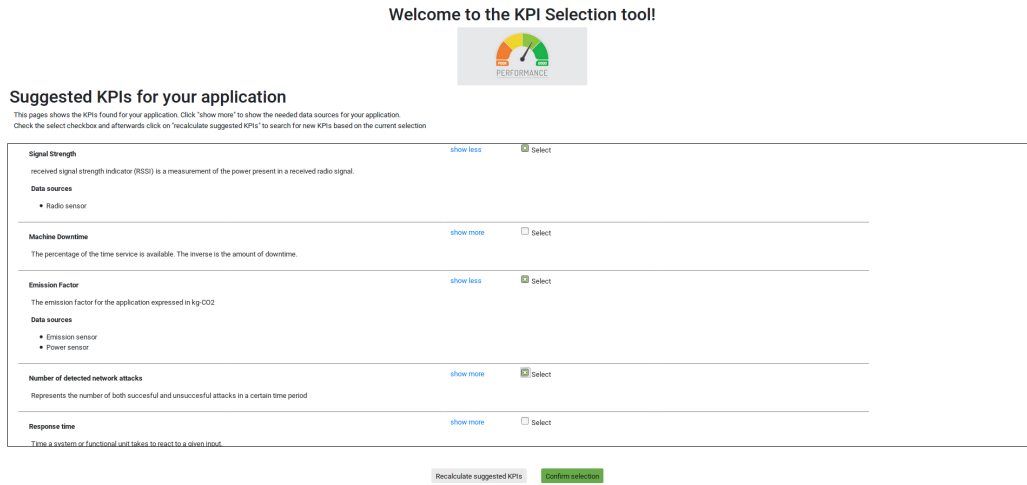 Welcome to the KPI Selection tool!
POOR
GOOD
PERFORMANCE
Suggested KPIs for your application
This pages shows the KPIs found for your application. Click "show more" to show the needed data sources for your application.
Check the select checkbox and afterwards click on "recalculate suggested KPIs" to search for new KPIs based on the current selection
Signal Strength show less Select
received signal strength indicator (RSSI) is a measurement of the power present in a received radio signal.
Data sources
Radio sensor
Machine Downtime show more Select
The percentage of the time service is available. The inverse is the amount of downtime.
Emission Factor show less Select
The emission factor for the application expressed in kg-CO2
Data sources
Emission sensor
Power sensor
Number of detected network attacks show more Select
Represents the number of both succesful and unsuccesful attacks in a certain time period
Response time show more Select
Time a system or functional unit takes to react to a given input.
Recalculate suggested KPIs Confirm selection